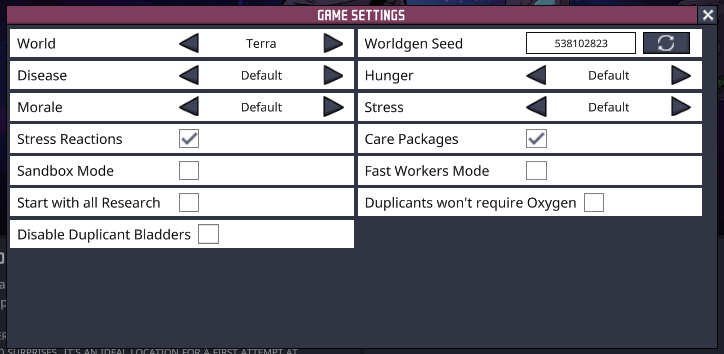 GAME SETTINGS
World Terra Worldgen Seed 538102823
Disease Default Hunger Default
Morale Default Stress Default
Stress Reactions Care Packages
Sandbox Mode Fast Workers Mode
Start with all Research Duplicants won't require Oxygen
Disable Duplicant Bladders
SURPRISES. IT'S AN IDEAL LOCATION FOR A FIRST ATTEMPT AT